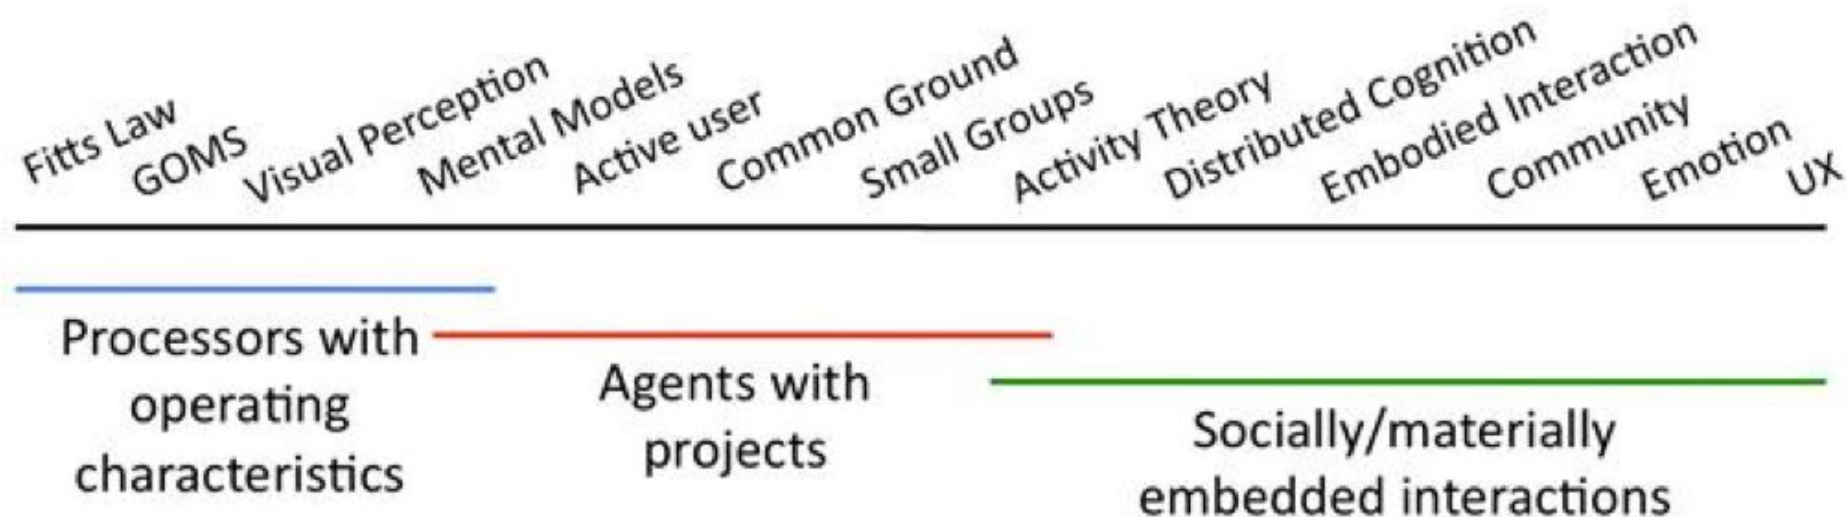 Fitts Law
GOMS
Visual Perception
Mental Models
Active user
Common Ground
Small Groups
Activity Theory
Distributed Cognition
Embodied Interaction
Community
Emotion
UX
Processors with
operating
characteristics
Agents with
projects
Socially/materially
embedded interactions